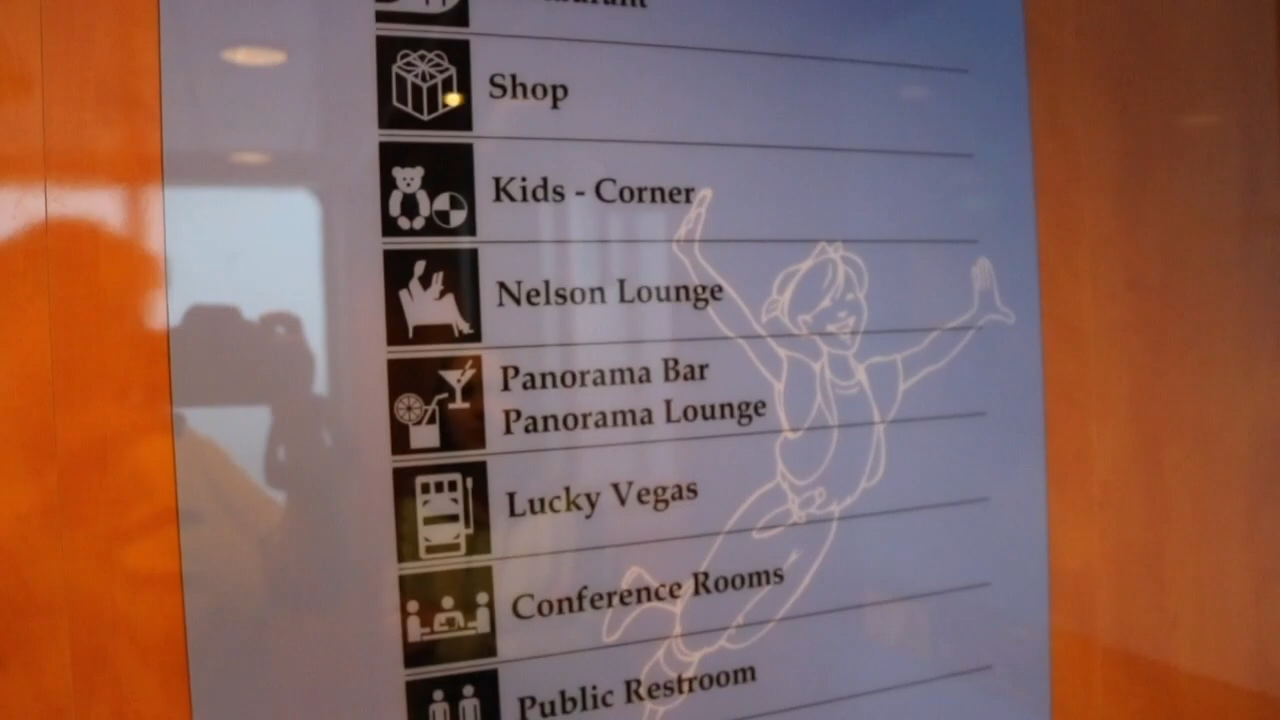 Shop
Kids - Corner
Nelson Lounge
Panorama Bar
Panorama Lounge
Lucky Vegas
Conference Rooms
Public Restroom